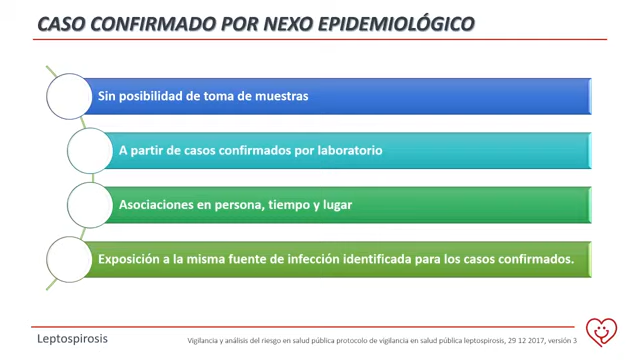 CASO CONFIRMADO POR NEXO EPIDEMIOLÓGICO
Sin posibilidad de toma de muestras
A partir de casos confirmados por laboratorio
Asociaciones en persona, tiempo y lugar
Exposición a la misma fuente de infección identificada para los casos confirmados.
Leptospirosis
Vigilancia y análisis del riesgo en salud pública protocolo de vigilancia en salud pública leptospirosis, 29 12 2017, versión 3